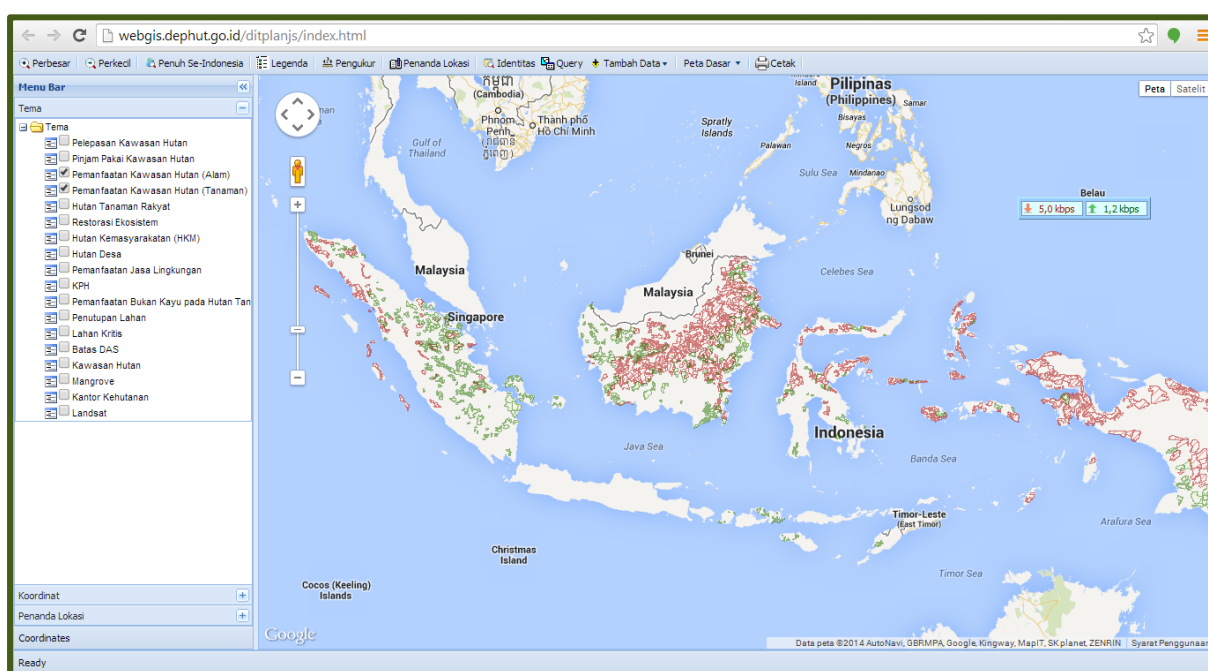 webgis.dephut.go.id/ditplanjs/index.html
Perbesar Perkecil Penuh Se-Indonesia Legenda Pengukur Penanda Lokasi Identitas Query Tambah Data Peta Dasar Cetak
Menu Bar
Tema
Tema
Pelepasan Kawasan Hutan
Pinjam Pakai Kawasan Hutan
Pemanfaatan Kawasan Hutan (Alam)
Pemanfaatan Kawasan Hutan (Tanaman)
Hutan Tanaman Rakyat
Restorasi Ekosistem
Hutan Kemasyarakatan (HKM)
Hutan Desa
Pemanfaatan Jasa Lingkungan
KPH
Pemanfaatan Bukan Kayu pada Hutan Tan
Penutupan Lahan
Lahan Kritis
Batas DAS
Kawasan Hutan
Mangrove
Kantor Kehutanan
Landsat
Koordinat
Penanda Lokasi
Coordinates
Ready
Peta Satelit
កម្ពុជា
(Cambodia)
Phnom
Penh
Thành phố
Hồ Chí Minh
Gulf of
Thailand
Spratly
Islands
Island
Pilipinas
(Philippines)
Samar
Bisayas
Palawan
Negros
Sulu Sea
Mindanao
Lungsod
ng Dabaw
Belau
5,0 kbps 1,2 kbps
Brunei
Celebes Sea
Malaysia
Malaysia
Singapore
Indonesia
Java Sea
Banda Sea
Timor-Leste
(East Timor)
Arafura Sea
Christmas
Island
Timor Sea
Cocos (Keeling)
Islands
Google
Data peta ©2014 AutoNavi, GBRMPA, Google, Kingway, MapIT, SK planet, ZENRIN Syarat Penggunaan